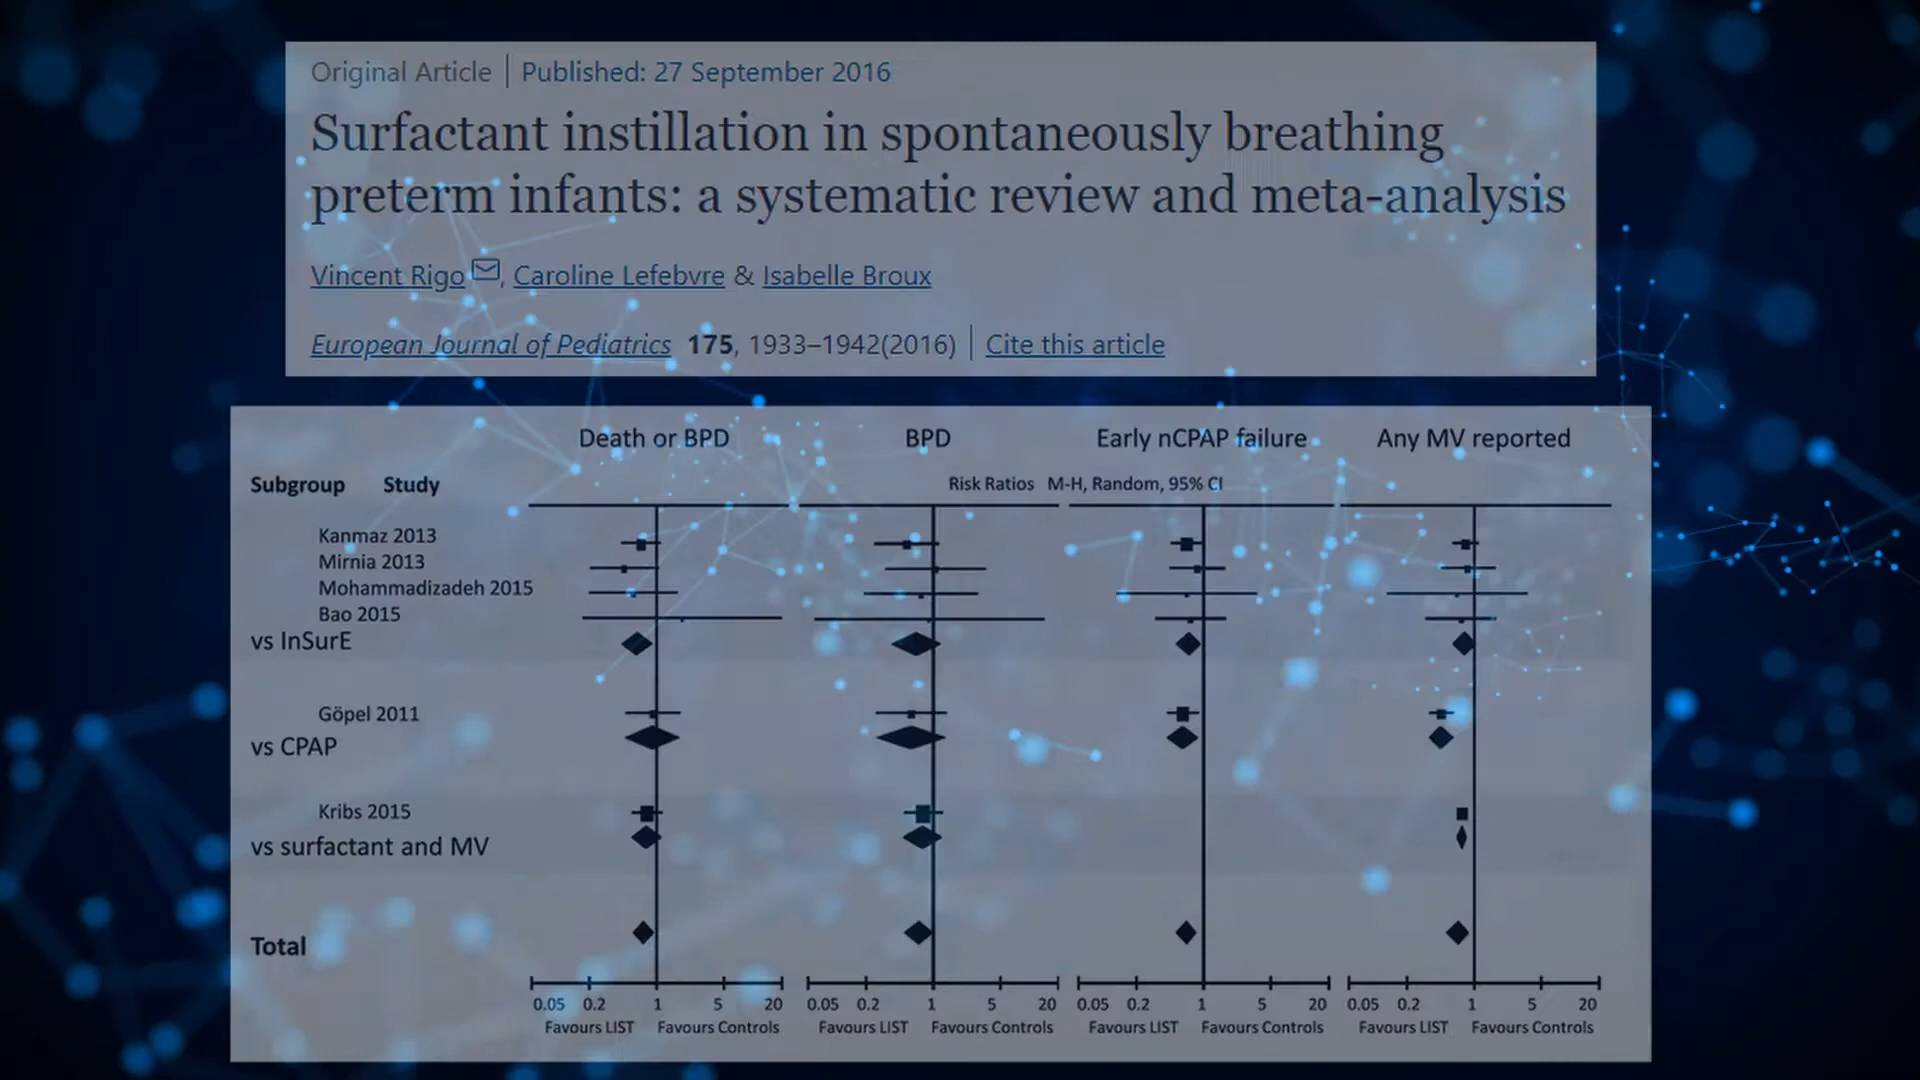 Original Article | Published: 27 September 2016
Surfactant instillation in spontaneously breathing
preterm infants: a systematic review and meta-analysis
Vincent Rigo, Caroline Lefebvre & Isabelle Broux
European Journal of Pediatrics 175, 1933–1942(2016) | Cite this article
Death or BPD BPD Early nCPAP failure Any MV reported
Subgroup Study Risk Ratios M-H, Random, 95% CI
Kanmaz 2013
Mirnia 2013
Mohammadizadeh 2015
Bao 2015
vs InSurE
Göpel 2011
vs CPAP
Kribs 2015
vs surfactant and MV
Total
0.05 0.2 1 5 20 0.05 0.2 1 5 20 0.05 0.2 1 5 20 0.05 0.2 1 5 20
Favours LIST Favours Controls Favours LIST Favours Controls Favours LIST Favours Controls Favours LIST Favours Controls